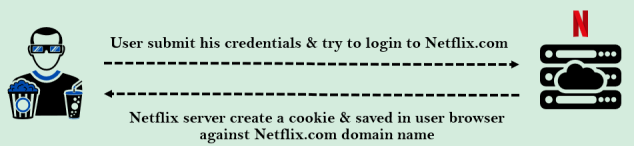 User submit his credentials & try to login to Netflix.com
N
Netflix server create a cookie & saved in user browser
against Netflix.com domain name